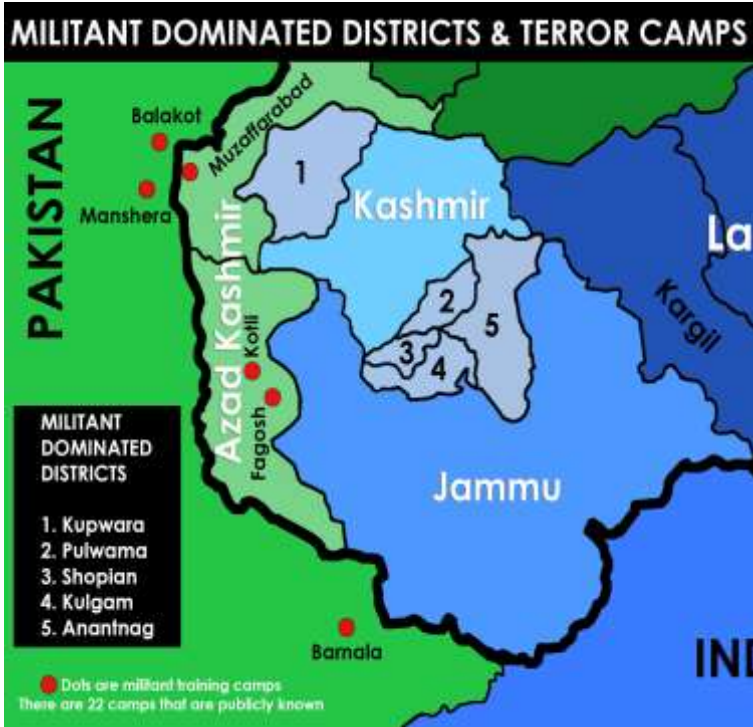 MILITANT DOMINATED DISTRICTS & TERROR CAMPS
PAKISTAN
Balakot
Muzaffarabad
Manshera
1
Kashmir
La
Azad Kashmir
Kotli
Fagosh
2
3
4
5
Kargil
Jammu
MILITANT
DOMINATED
DISTRICTS
1. Kupwara
2. Pulwama
3. Shopian
4. Kulgam
5. Anantnag
Barnala
IND
Dots are militant training camps
There are 22 camps that are publicly known